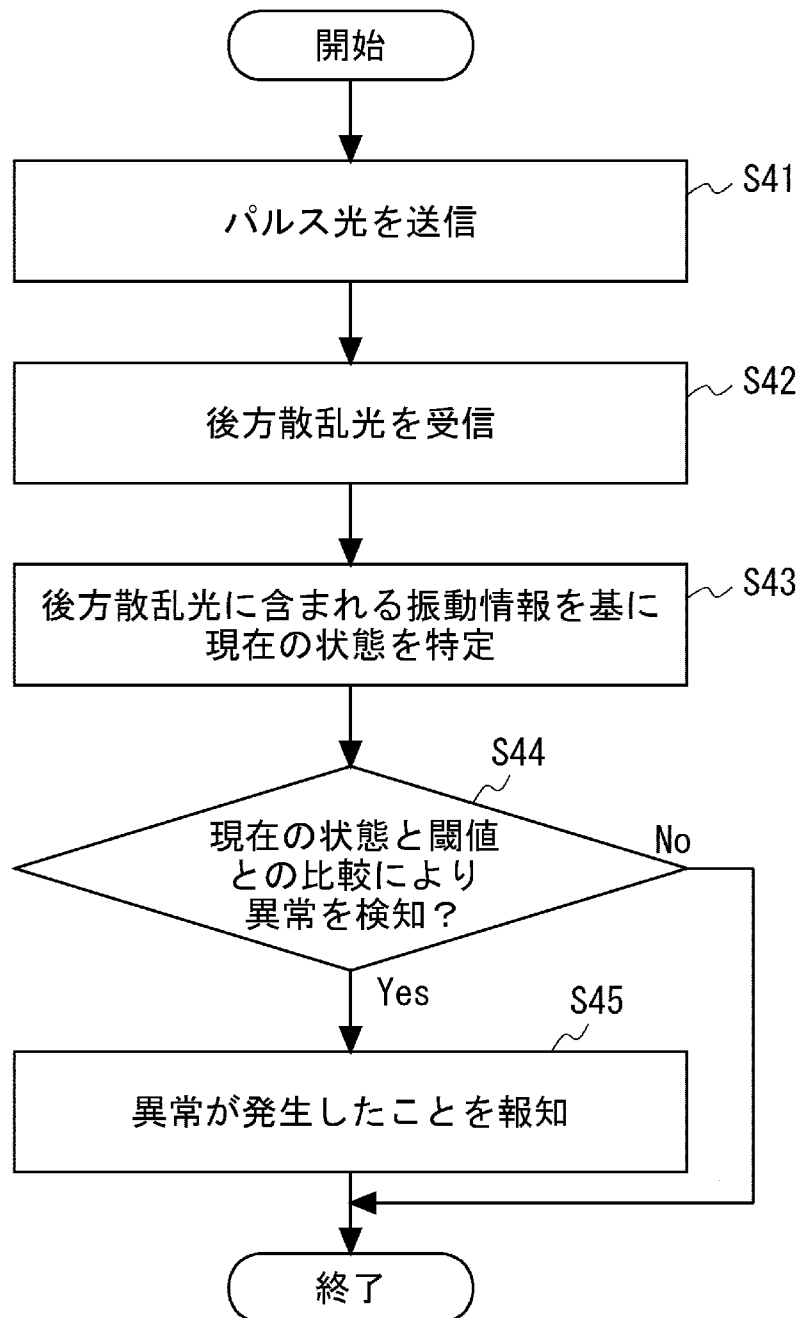 開始
パルス光を送信
S41
後方散乱光を受信
S42
後方散乱光に含まれる振動情報を基に
現在の状態を特定
S43
S44
現在の状態と閾値
との比較により
異常を検知？
No
Yes
S45
異常が発生したことを報知
終了